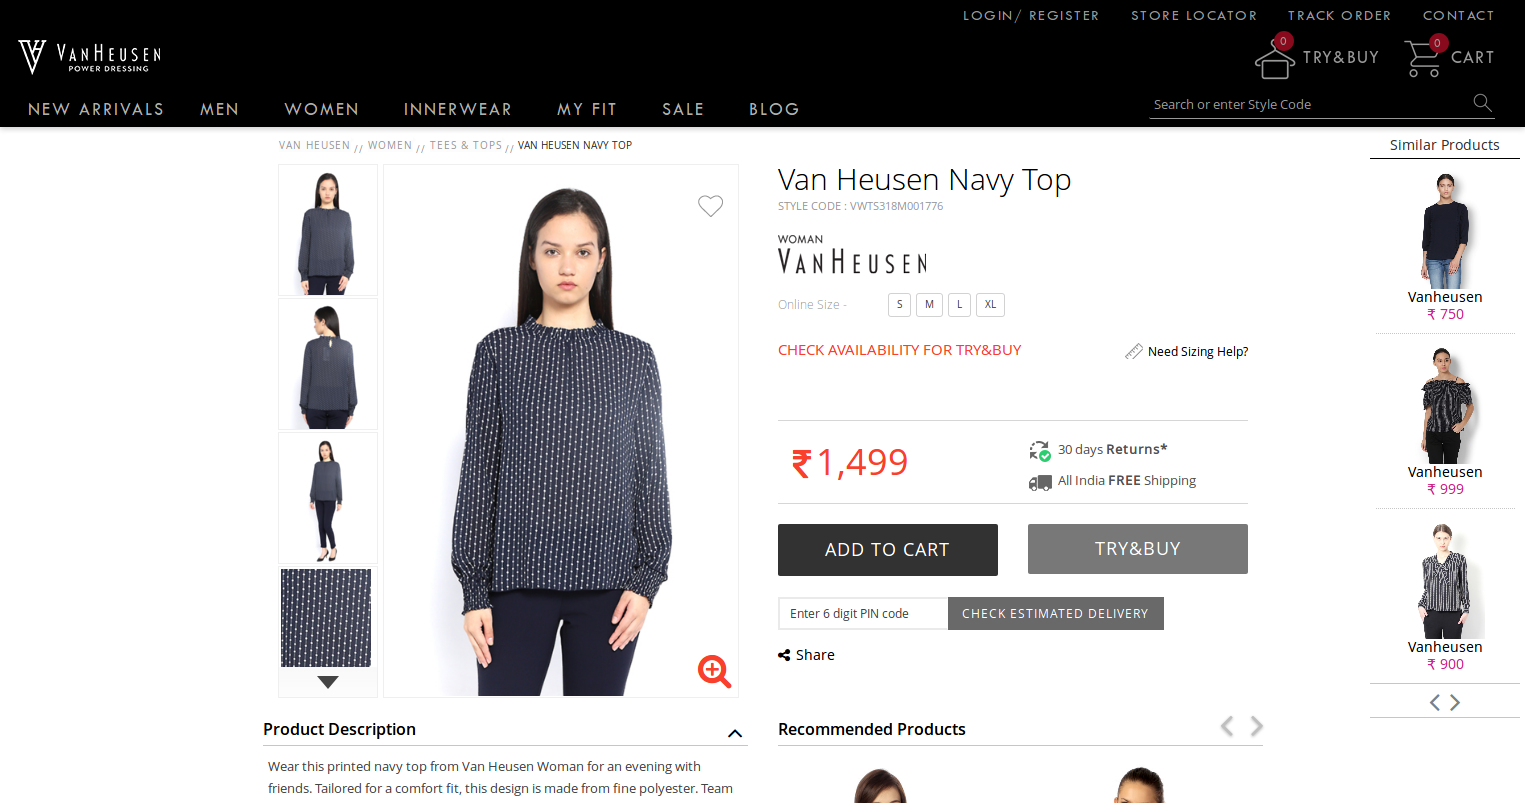 LOGIN/ REGISTER STORE LOCATOR TRACK ORDER CONTACT
VANHEUSEN
POWER DRESSING
0 TRY&BUY 0 CART
NEW ARRIVALS MEN WOMEN INNERWEAR MY FIT SALE BLOG
Search or enter Style Code
VAN HEUSEN // WOMEN // TEES & TOPS // VAN HEUSEN NAVY TOP
Van Heusen Navy Top
STYLE CODE : VWTS318M001776
WOMAN
VANHEUSEN
Online Size - S M L XL
CHECK AVAILABILITY FOR TRY&BUY
Need Sizing Help?
₹1,499
30 days Returns*
All India FREE Shipping
ADD TO CART
TRY&BUY
Enter 6 digit PIN code
CHECK ESTIMATED DELIVERY
Share
Similar Products
Vanheusen
₹ 750
Vanheusen
₹ 999
Vanheusen
₹ 900
Product Description
Wear this printed navy top from Van Heusen Woman for an evening with
friends. Tailored for a comfort fit, this design is made from fine polyester. Team
Recommended Products